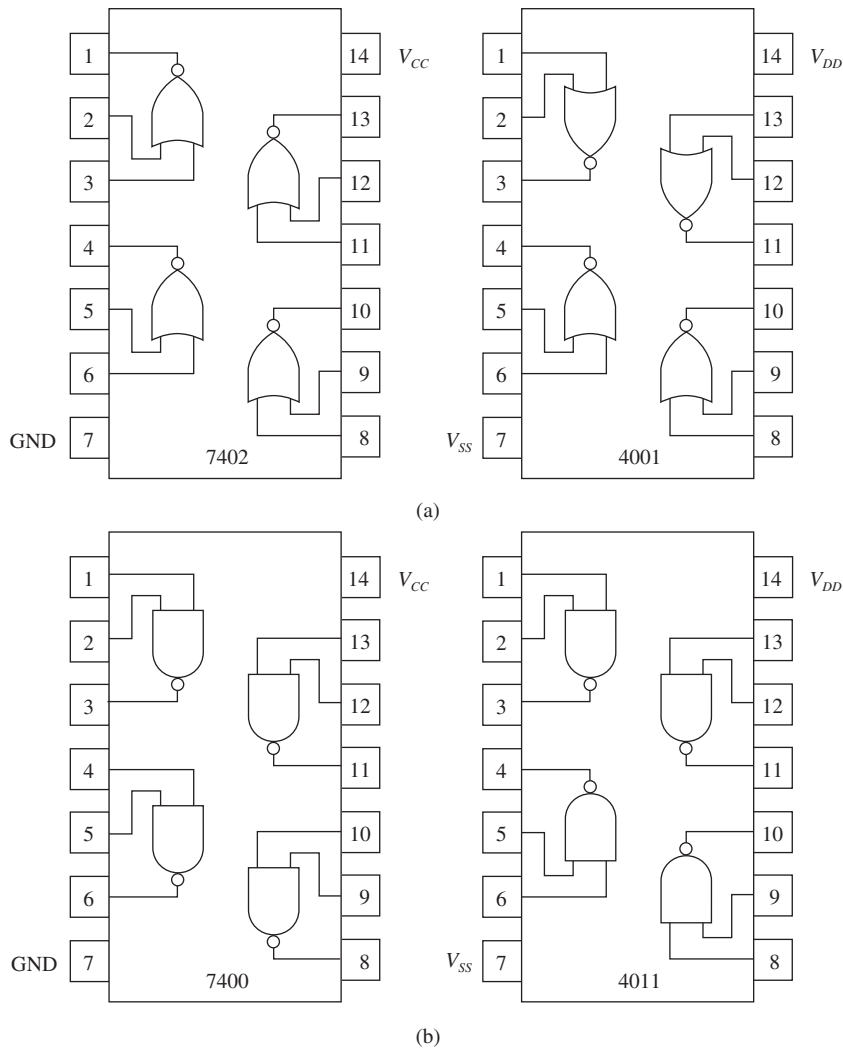 1 14 V_CC 1 14 V_DD
2 13 2 13
3 12 3 12
4 11 4 11
5 10 5 10
6 9 6 9
GND 7 8 V_SS 7 8
7402 4001
(a)
1 14 V_CC 1 14 V_DD
2 13 2 13
3 12 3 12
4 11 4 11
5 10 5 10
6 9 6 9
GND 7 8 V_SS 7 8
7400 4011
(b)